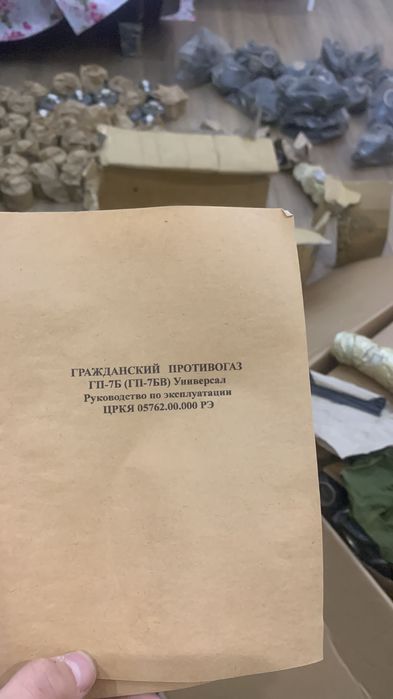 ГРАЖДАНСКИЙ ПРОТИВОГАЗ
ГП-7Б (ГП-7БВ) Универсал
Руководство по эксплуатации
ЦРКЯ 05762.00.000 РЭ